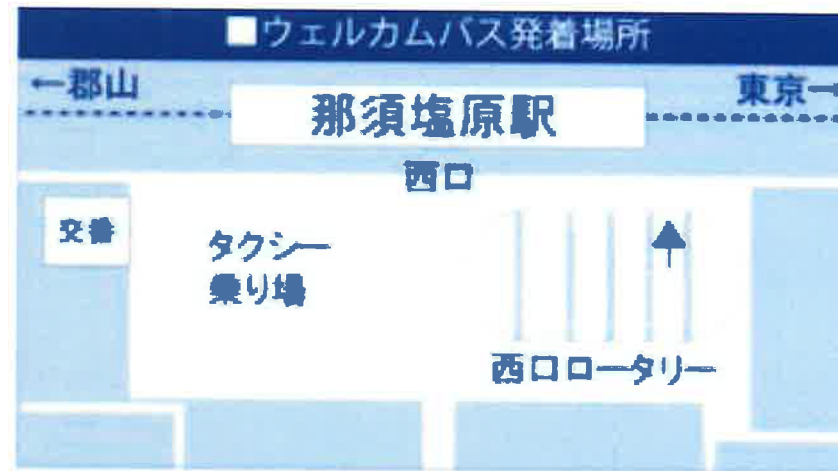 ■ウェルカムバス発着場所
←郡山
東京→
那須塩原駅
西口
交番
タクシー
乗り場
西口ロータリー